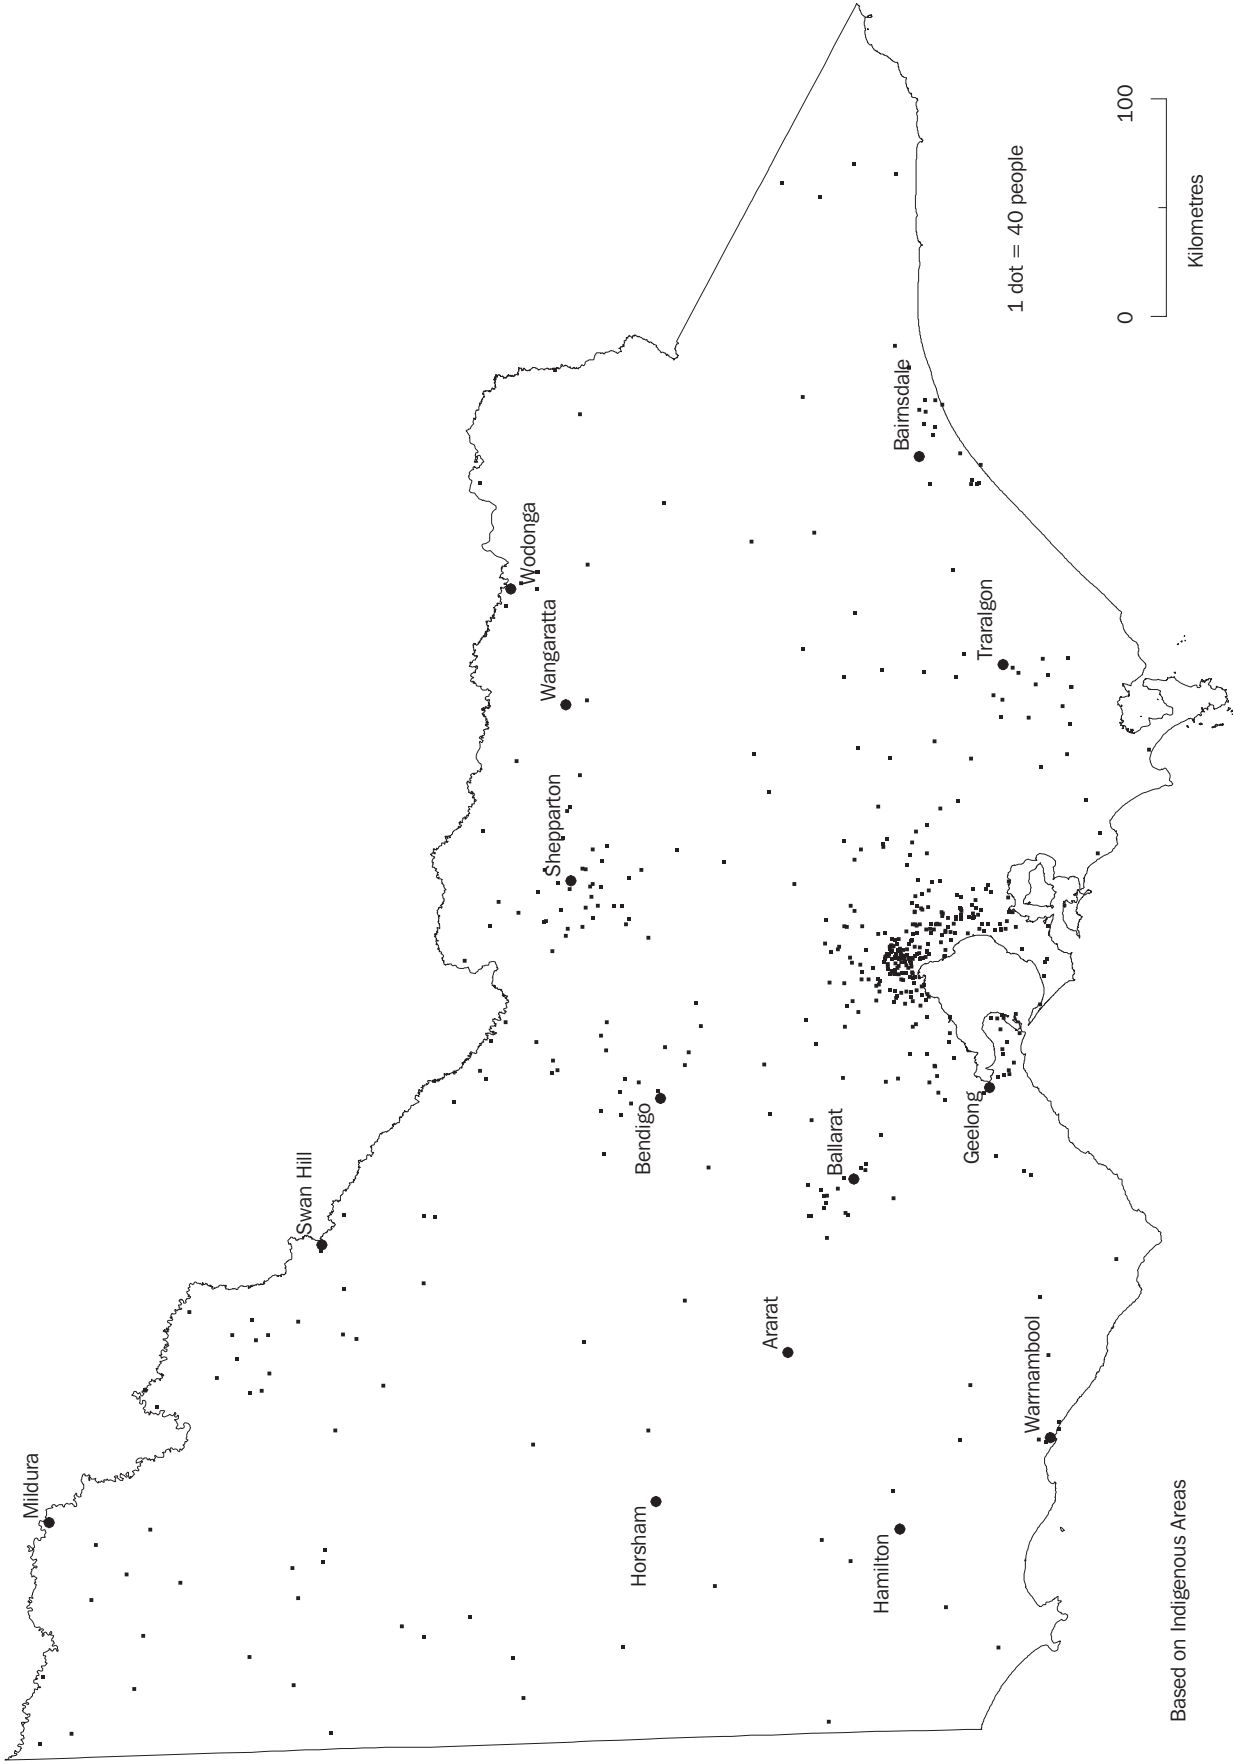 Mildura
Swan Hill
Wodonga
Wangaratta
Shepparton
Bendigo
Horsham
Ararat
Ballarat
Hamilton
Bairnsdale
Traralgon
Geelong
Warrnambool
1 dot = 40 people
0 100
Kilometres
Based on Indigenous Areas